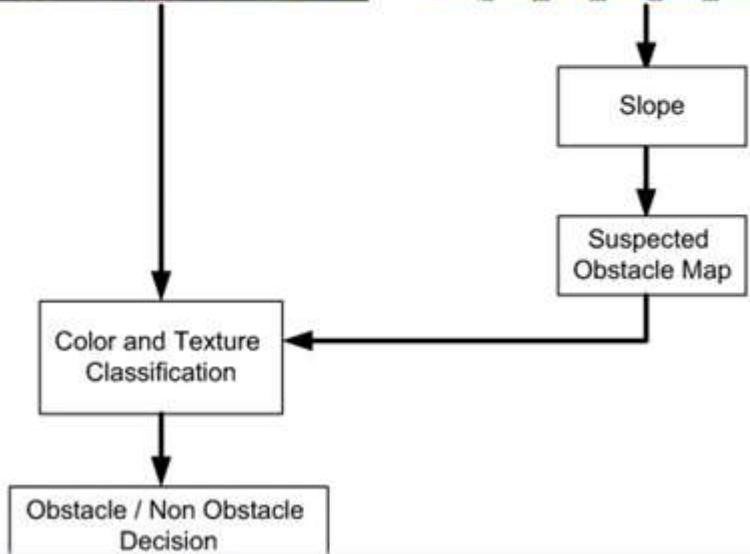 Slope
Suspected
Obstacle Map
Color and Texture
Classification
Obstacle / Non Obstacle
Decision